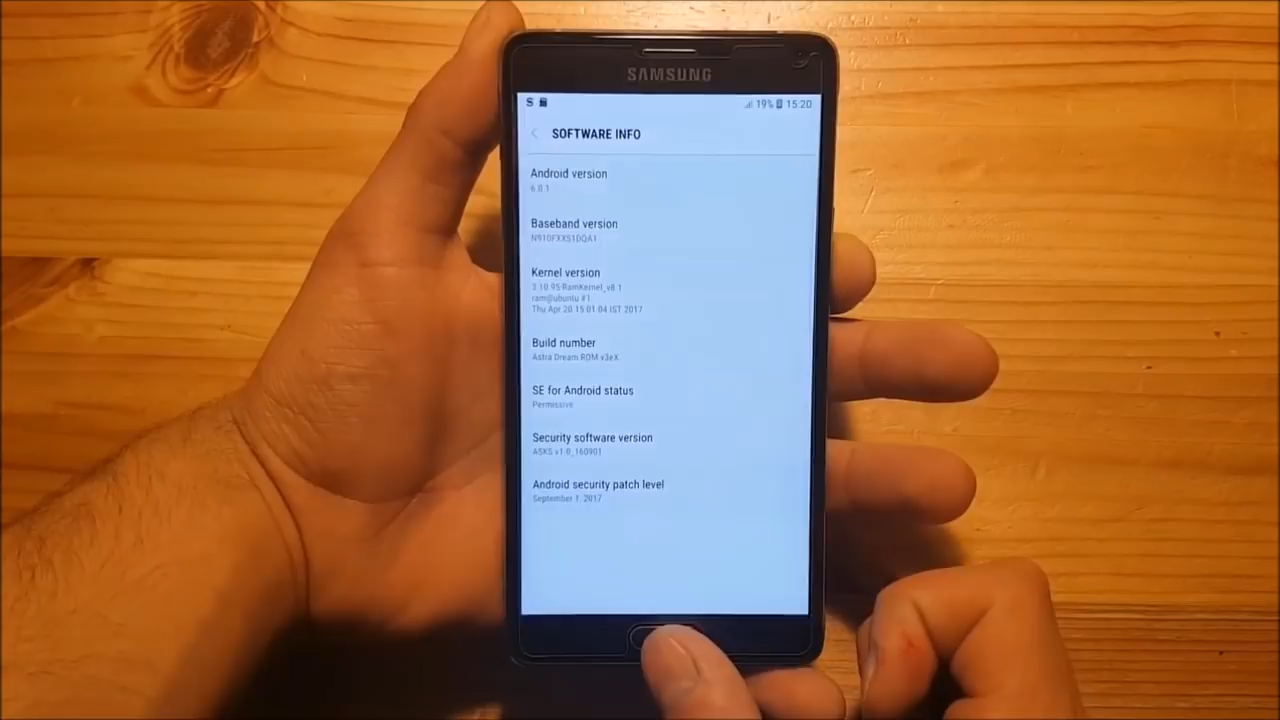 SAMSUNG
S 19% 15:20
SOFTWARE INFO
Android version
6.0.1
Baseband version
N910FXXS1DQA1
Kernel version
3.10.95-RamKernel_v8.1
ram@ubuntu #1
Thu Apr 20 15:01:04 IST 2017
Build number
Astra Dream ROM v3eX
SE for Android status
Permissive
Security software version
ASKS v1.0_160901
Android security patch level
September 1, 2017